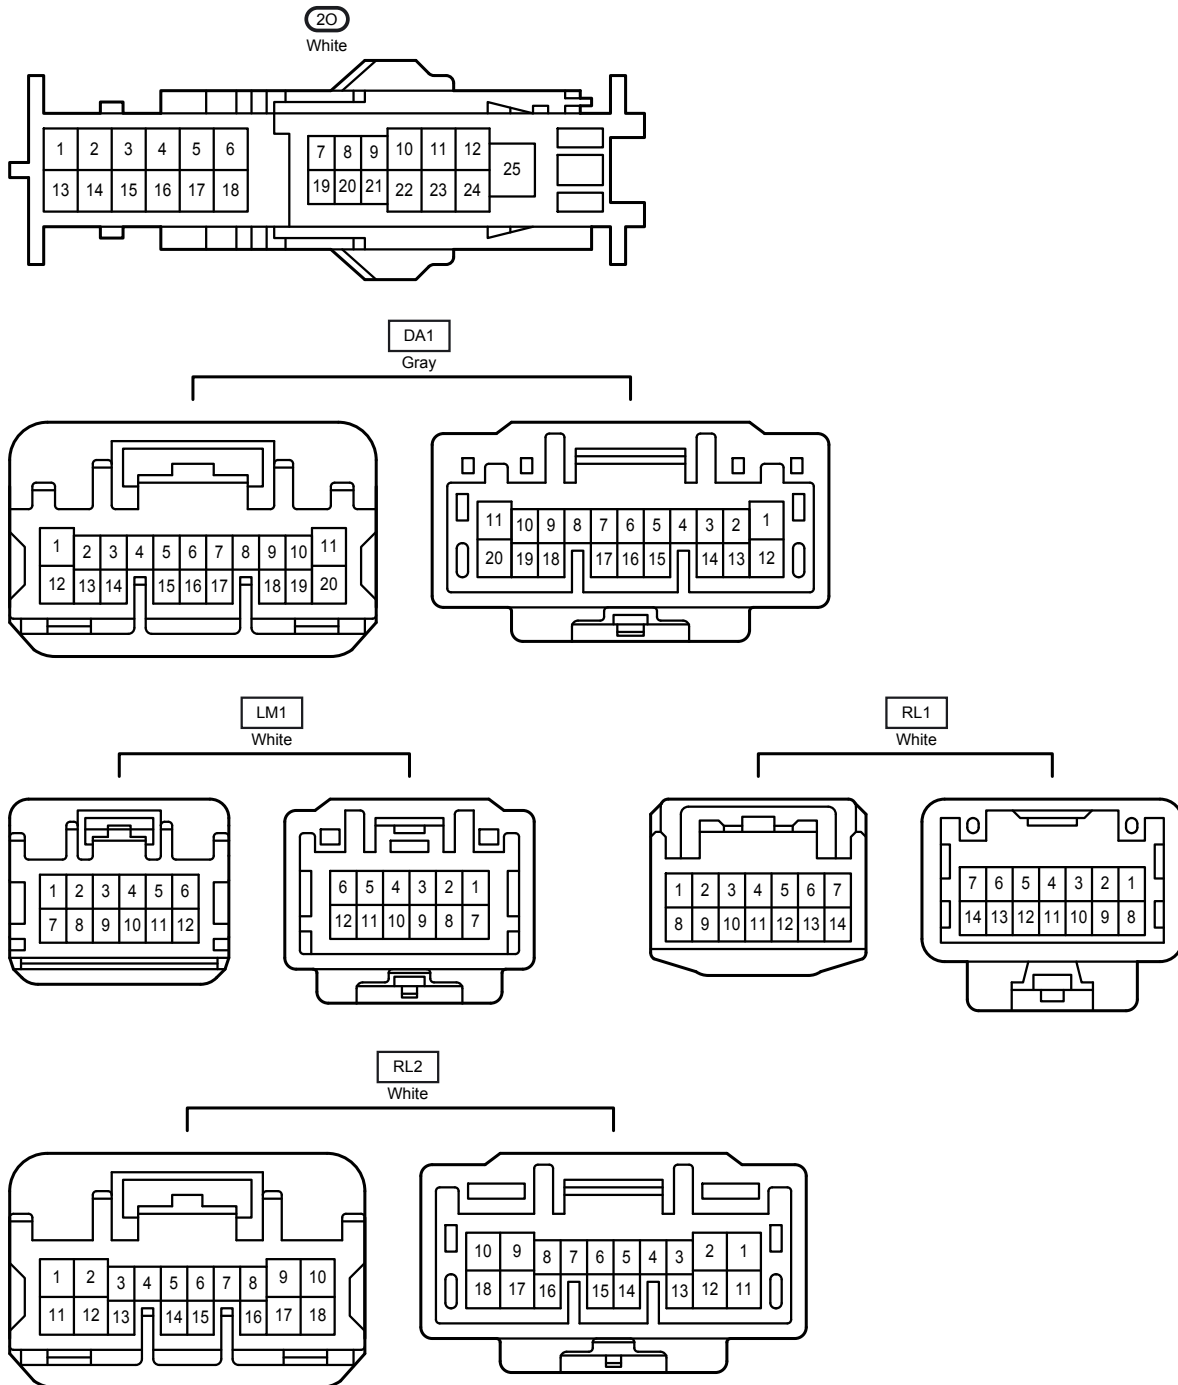 2O
White
1 2 3 4 5 6 7 8 9 10 11 12 25
13 14 15 16 17 18 19 20 21 22 23 24
DA1
Gray
1 2 3 4 5 6 7 8 9 10 11
12 13 14 15 16 17 18 19 20
11 10 9 8 7 6 5 4 3 2 1
20 19 18 17 16 15 14 13 12
LM1
White
1 2 3 4 5 6
7 8 9 10 11 12
6 5 4 3 2 1
12 11 10 9 8 7
RL1
White
1 2 3 4 5 6 7
8 9 10 11 12 13 14
7 6 5 4 3 2 1
14 13 12 11 10 9 8
RL2
White
1 2 3 4 5 6 7 8 9 10
11 12 13 14 15 16 17 18
10 9 8 7 6 5 4 3 2 1
18 17 16 15 14 13 12 11